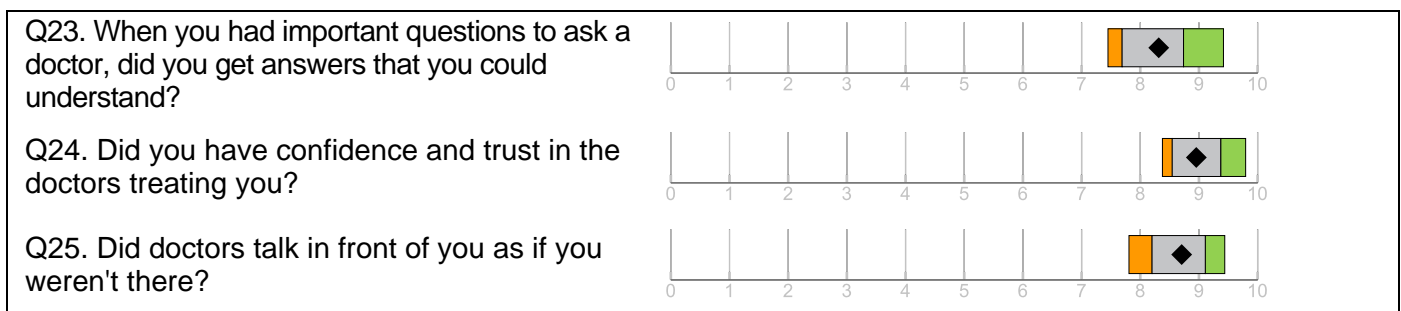 Q23. When you had important questions to ask a
doctor, did you get answers that you could
understand?
0 1 2 3 4 5 6 7 8 9 10
Q24. Did you have confidence and trust in the
doctors treating you?
0 1 2 3 4 5 6 7 8 9 10
Q25. Did doctors talk in front of you as if you
weren't there?
0 1 2 3 4 5 6 7 8 9 10